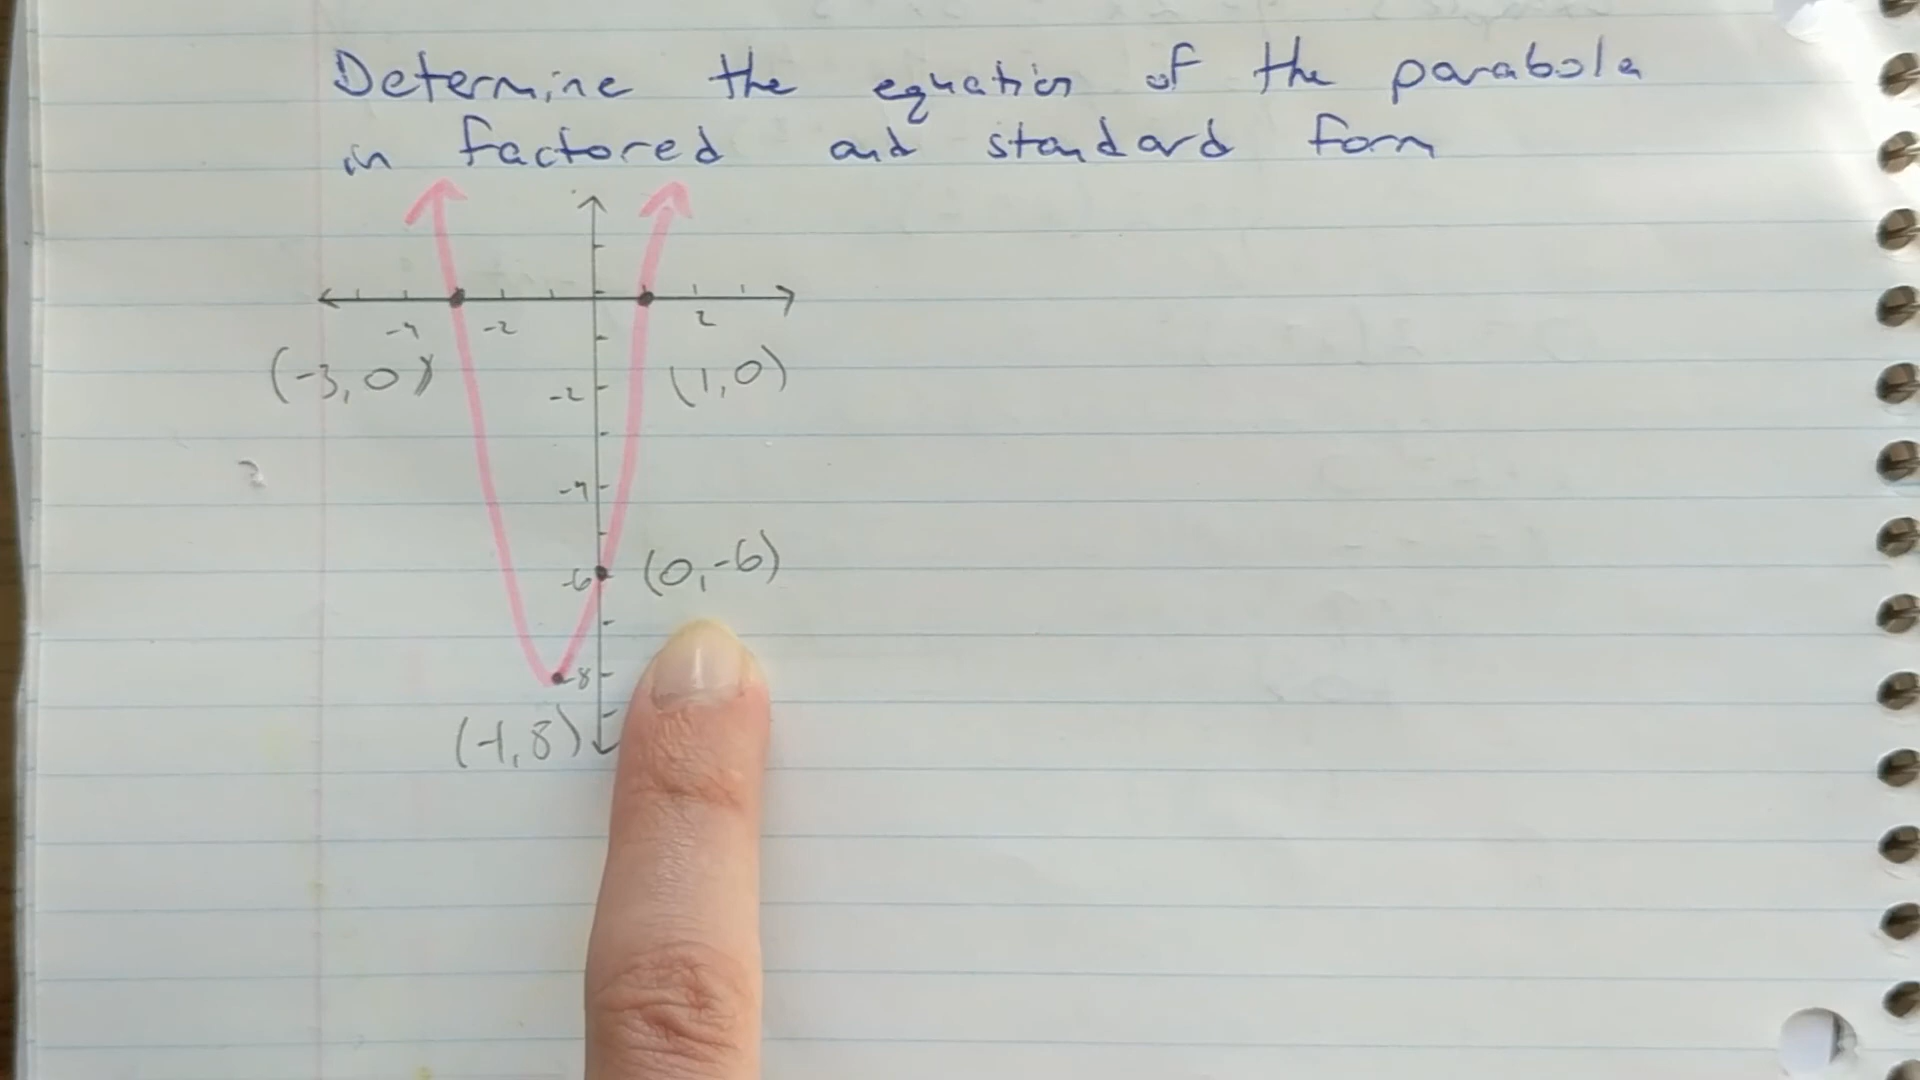 Determine the equation of the parabola
in factored and standard form
-4 -2 2
(-3,0) (1,0)
-2
-4
-6 (0,-6)
-8
(-1,8)